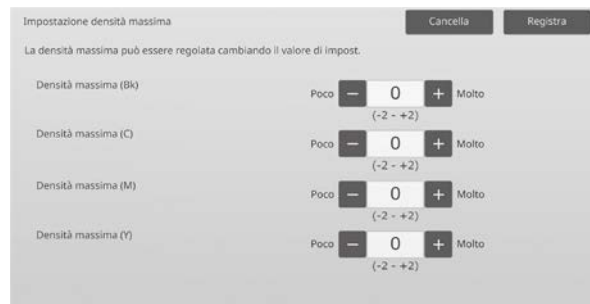 Impostazione densità massima Cancella Registra
La densità massima può essere regolata cambiando il valore di impost.
Densità massima (Bk) Poco − 0 + Molto
(-2 - +2)
Densità massima (C) Poco − 0 + Molto
(-2 - +2)
Densità massima (M) Poco − 0 + Molto
(-2 - +2)
Densità massima (Y) Poco − 0 + Molto
(-2 - +2)